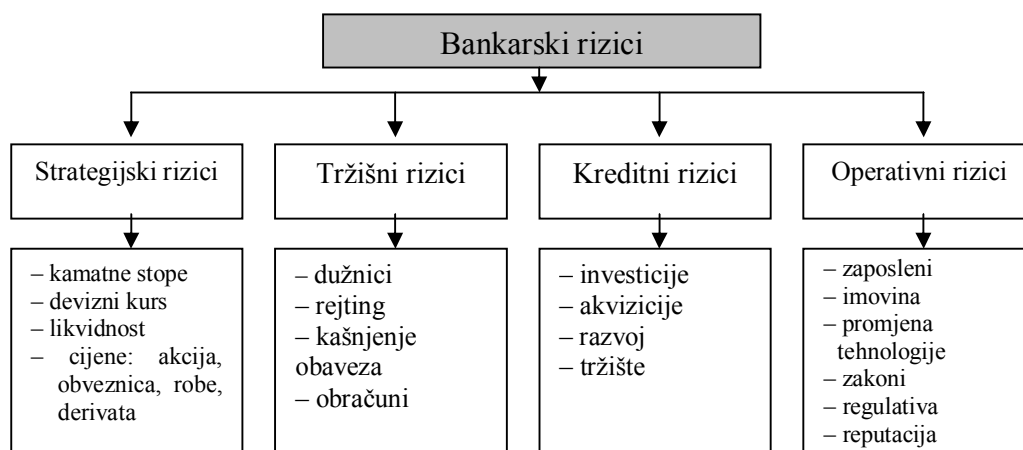 Bankarski rizici
Strategijski rizici
Tržišni rizici
Kreditni rizici
Operativni rizici
– kamatne stope
– devizni kurs
– likvidnost
– cijene: akcija,
obveznica, robe,
derivata
– dužnici
– rejting
– kašnjenje
obaveza
– obračuni
– investicije
– akvizicije
– razvoj
– tržište
– zaposleni
– imovina
– promjena
tehnologije
– zakoni
– regulativa
– reputacija